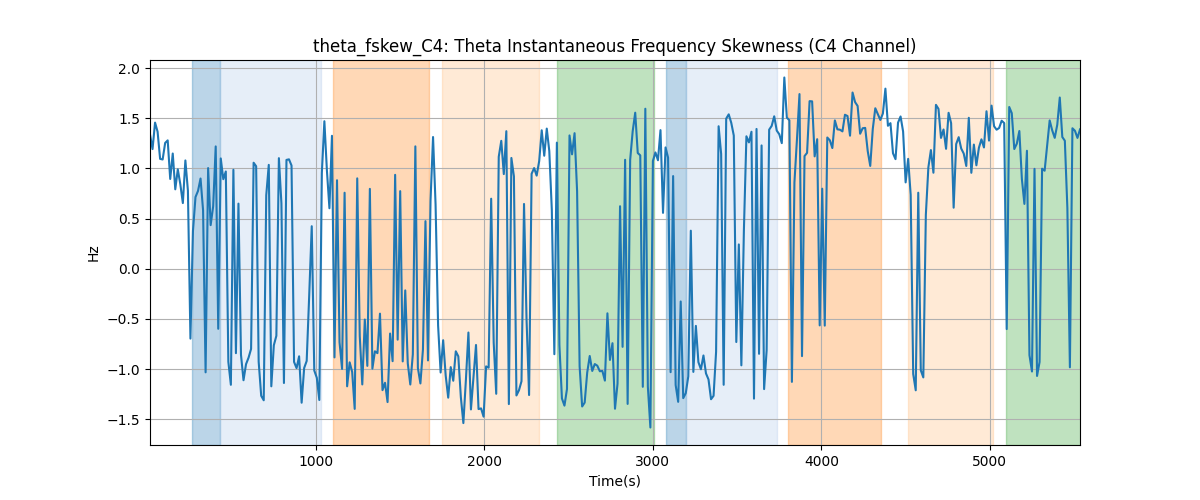 theta_fskew_C4: Theta Instantaneous Frequency Skewness (C4 Channel)
2.0
1.5
1.0
0.5
0.0
−0.5
−1.0
−1.5
Hz
1000 2000 3000 4000 5000
Time(s)